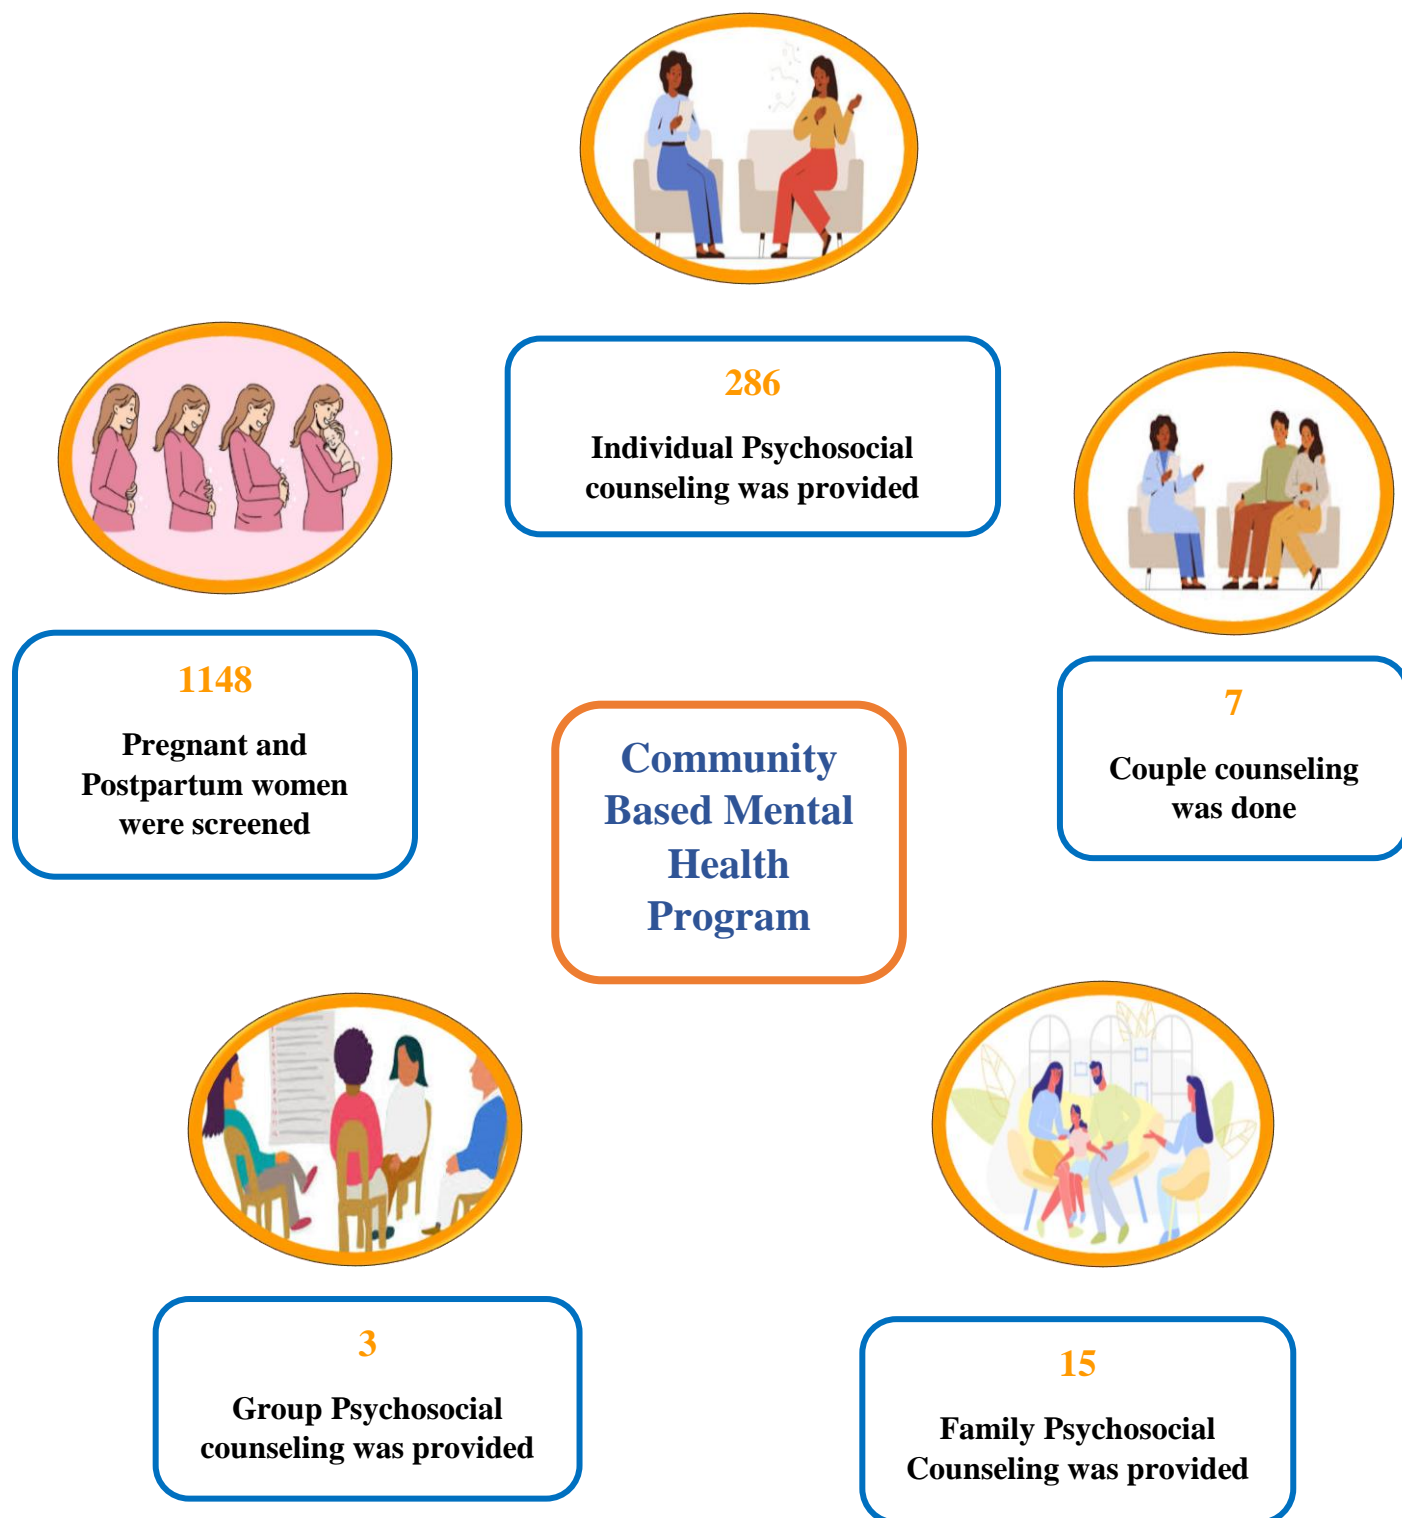 286
Individual Psychosocial
counseling was provided
1148
Pregnant and
Postpartum women
were screened
7
Couple counseling
was done
Community
Based Mental
Health
Program
3
Group Psychosocial
counseling was provided
15
Family Psychosocial
Counseling was provided